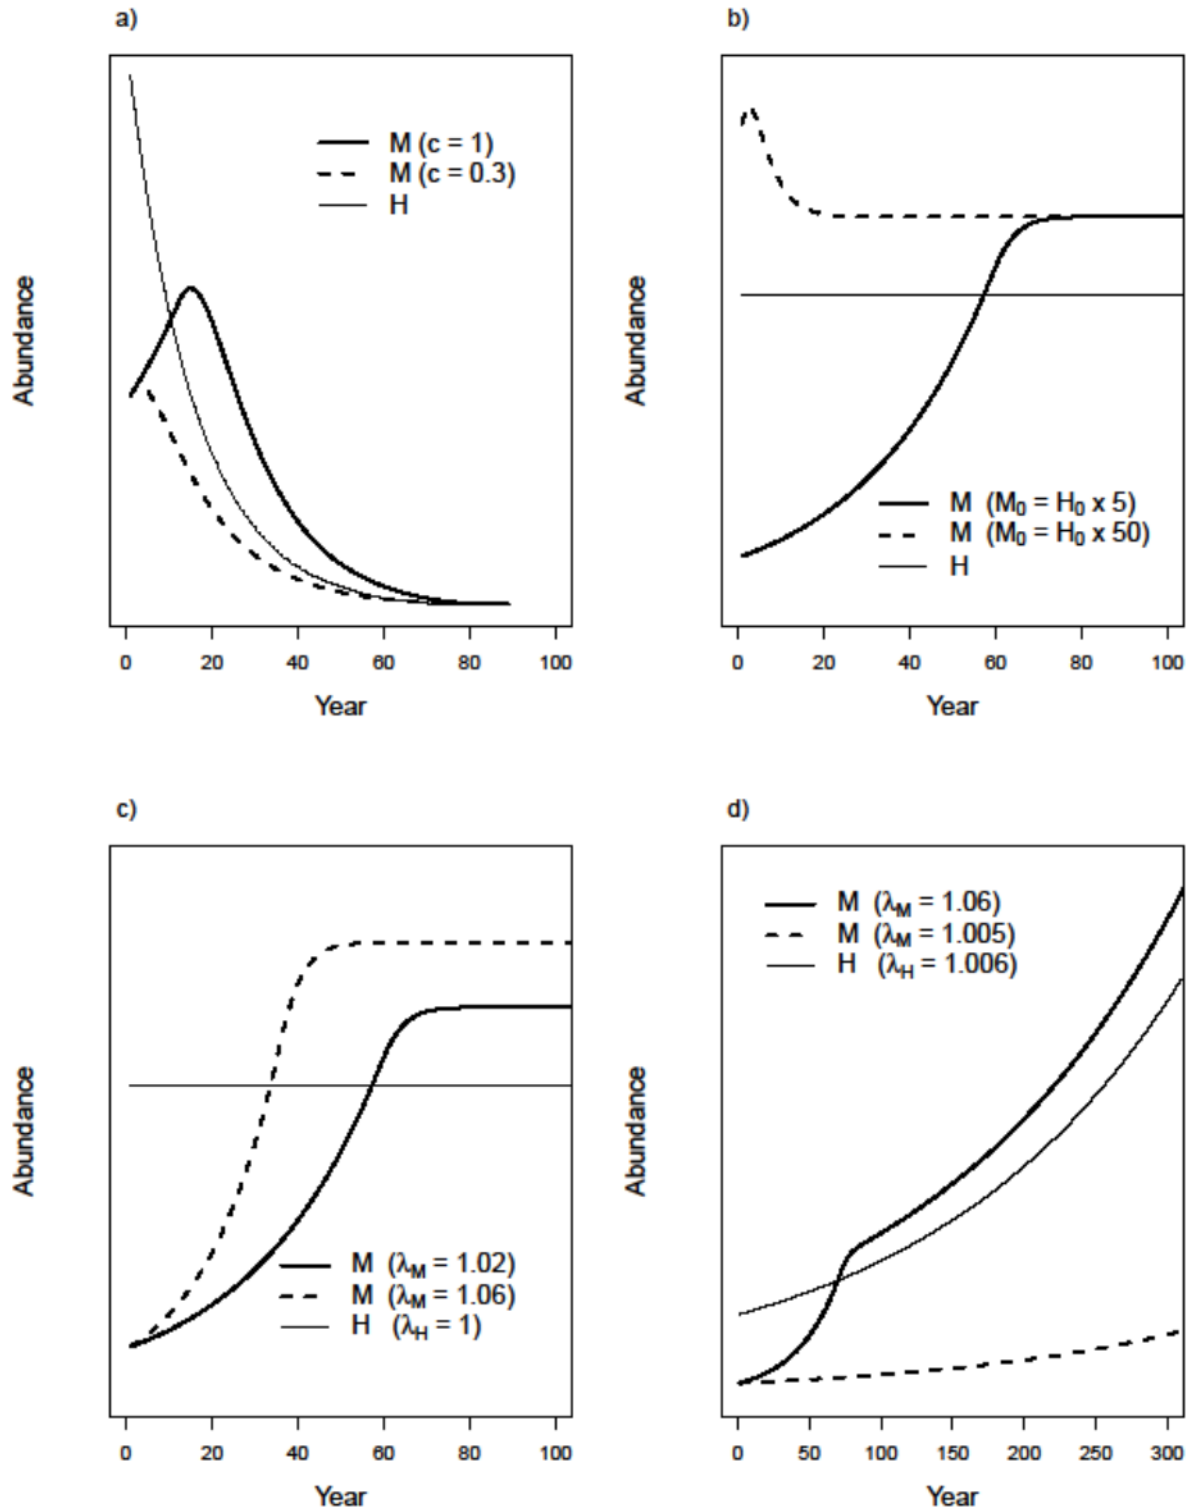 a)
Abundance
M (c = 1)
M (c = 0.3)
H
0 20 40 60 80 100
Year
b)
Abundance
M (M₀ = H₀ x 5)
M (M₀ = H₀ x 50)
H
0 20 40 60 80 100
Year
c)
Abundance
M (λM = 1.02)
M (λM = 1.06)
H (λH = 1)
0 20 40 60 80 100
Year
d)
Abundance
M (λM = 1.06)
M (λM = 1.005)
H (λH = 1.006)
0 50 100 150 200 250 300
Year